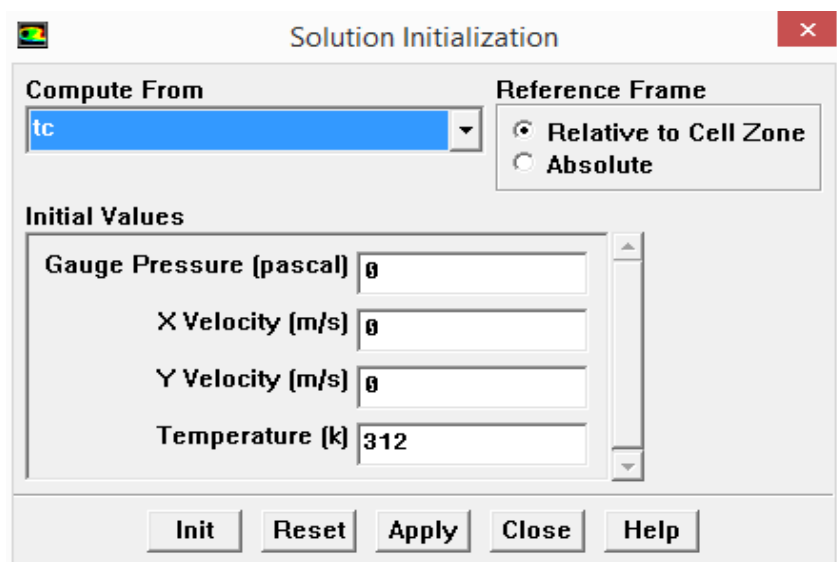 Solution Initialization
Compute From
tc
Reference Frame
Relative to Cell Zone
Absolute
Initial Values
Gauge Pressure (pascal) 0
X Velocity (m/s) 0
Y Velocity (m/s) 0
Temperature (k) 312
Init Reset Apply Close Help